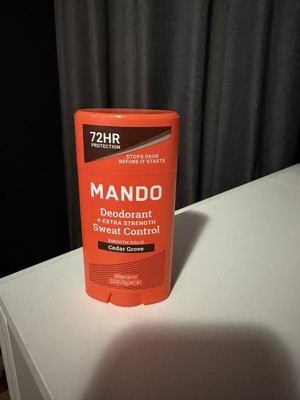 72HR
PROTECTION
STOPS ODOR
BEFORE IT STARTS
MANDO
Deodorant
+ EXTRA STRENGTH
Sweat Control
SMOOTH SOLID
Cedar Grove